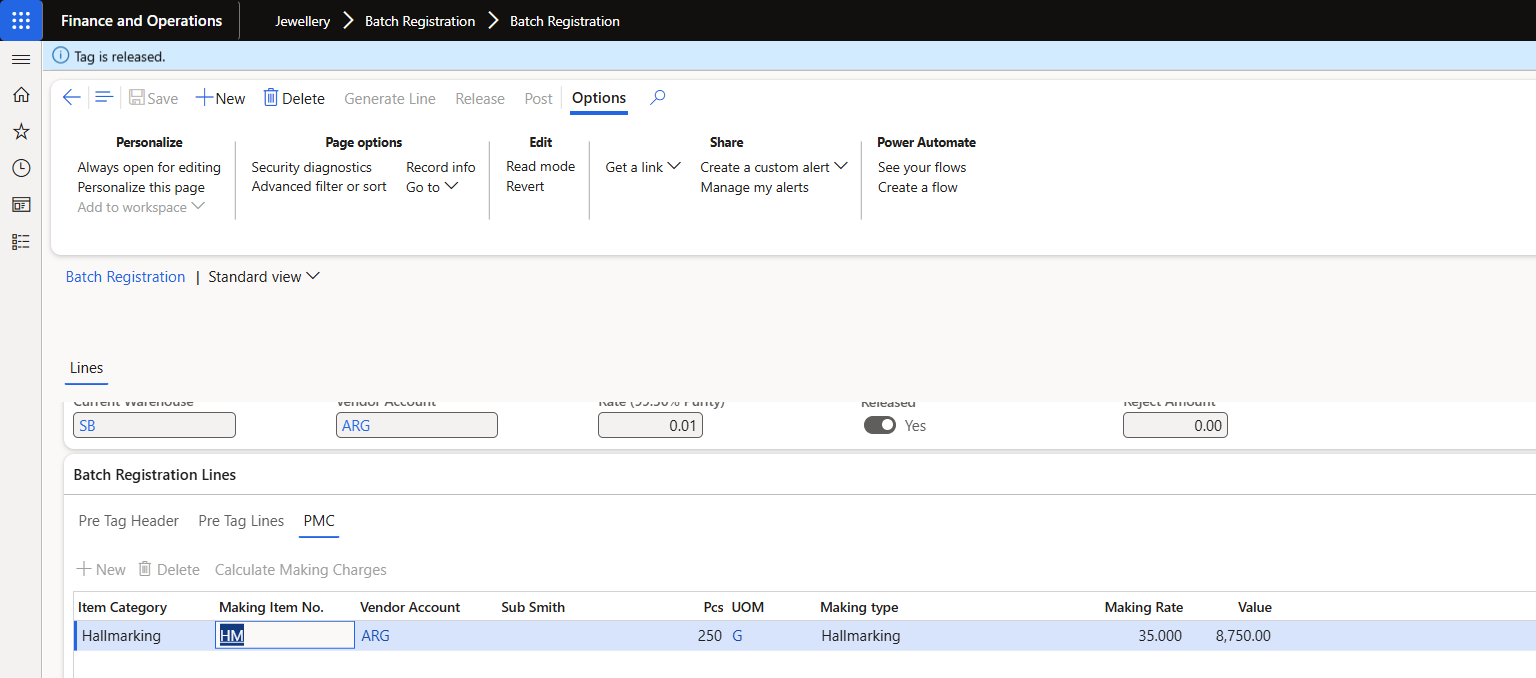 Finance and Operations Jewellery Batch Registration Batch Registration
Tag is released.
Save New Delete Generate Line Release Post Options
Personalize Page options Edit Share Power Automate
Always open for editing Security diagnostics Record info Read mode Get a link Create a custom alert See your flows
Personalize this page Advanced filter or sort Go to Revert Manage my alerts Create a flow
Add to workspace
Batch Registration | Standard view
Lines
Current Warehouse Vendor Account Rate (99.50% Purity) Released Reject Amount
SB ARG 0.01 Yes 0.00
Batch Registration Lines
Pre Tag Header Pre Tag Lines PMC
New Delete Calculate Making Charges
Item Category Making Item No. Vendor Account Sub Smith Pcs UOM Making type Making Rate Value
Hallmarking HM ARG 250 G Hallmarking 35.000 8,750.00